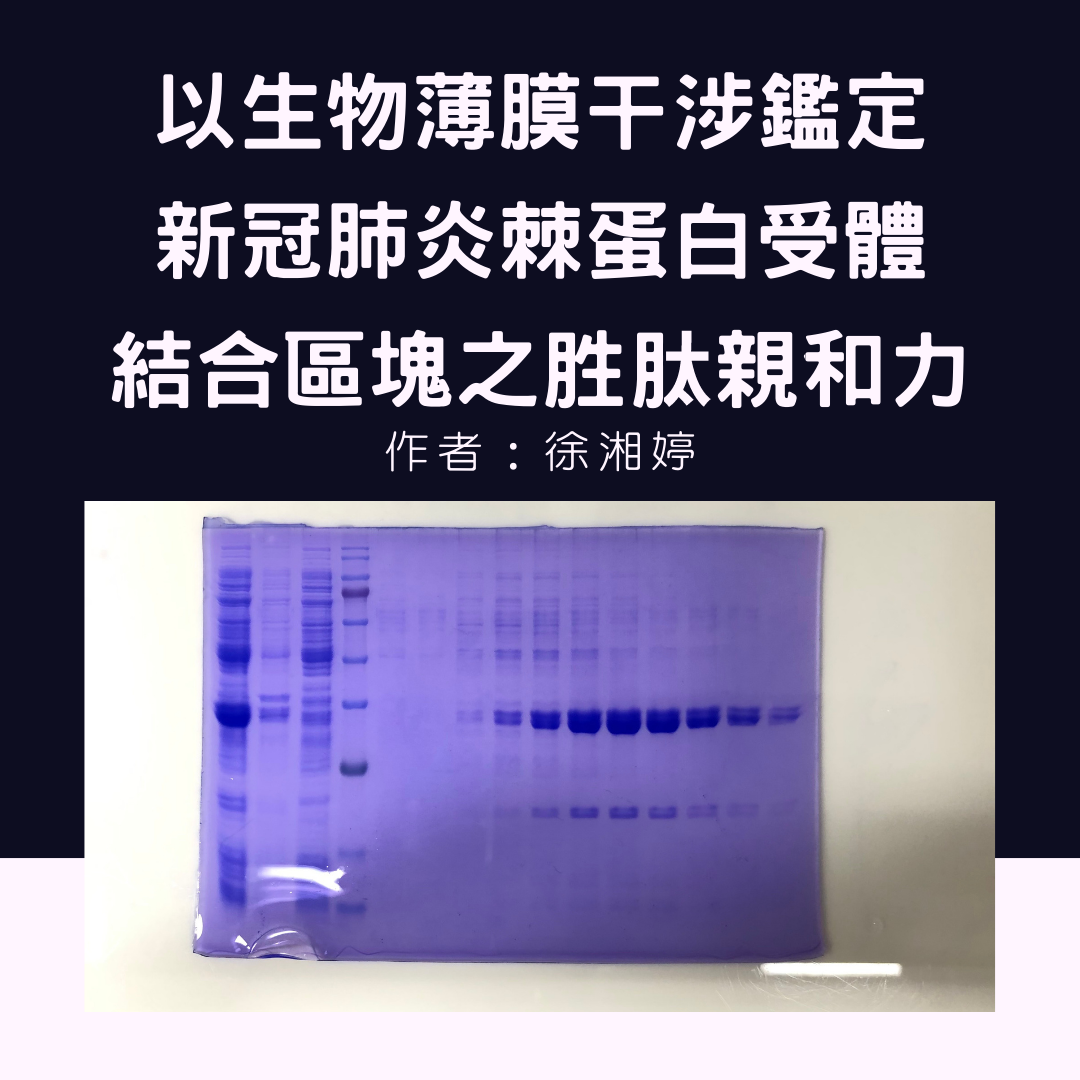 以生物薄膜干涉鑑定
新冠肺炎棘蛋白受體
結合區塊之胜肽親和力
作者：徐湘婷